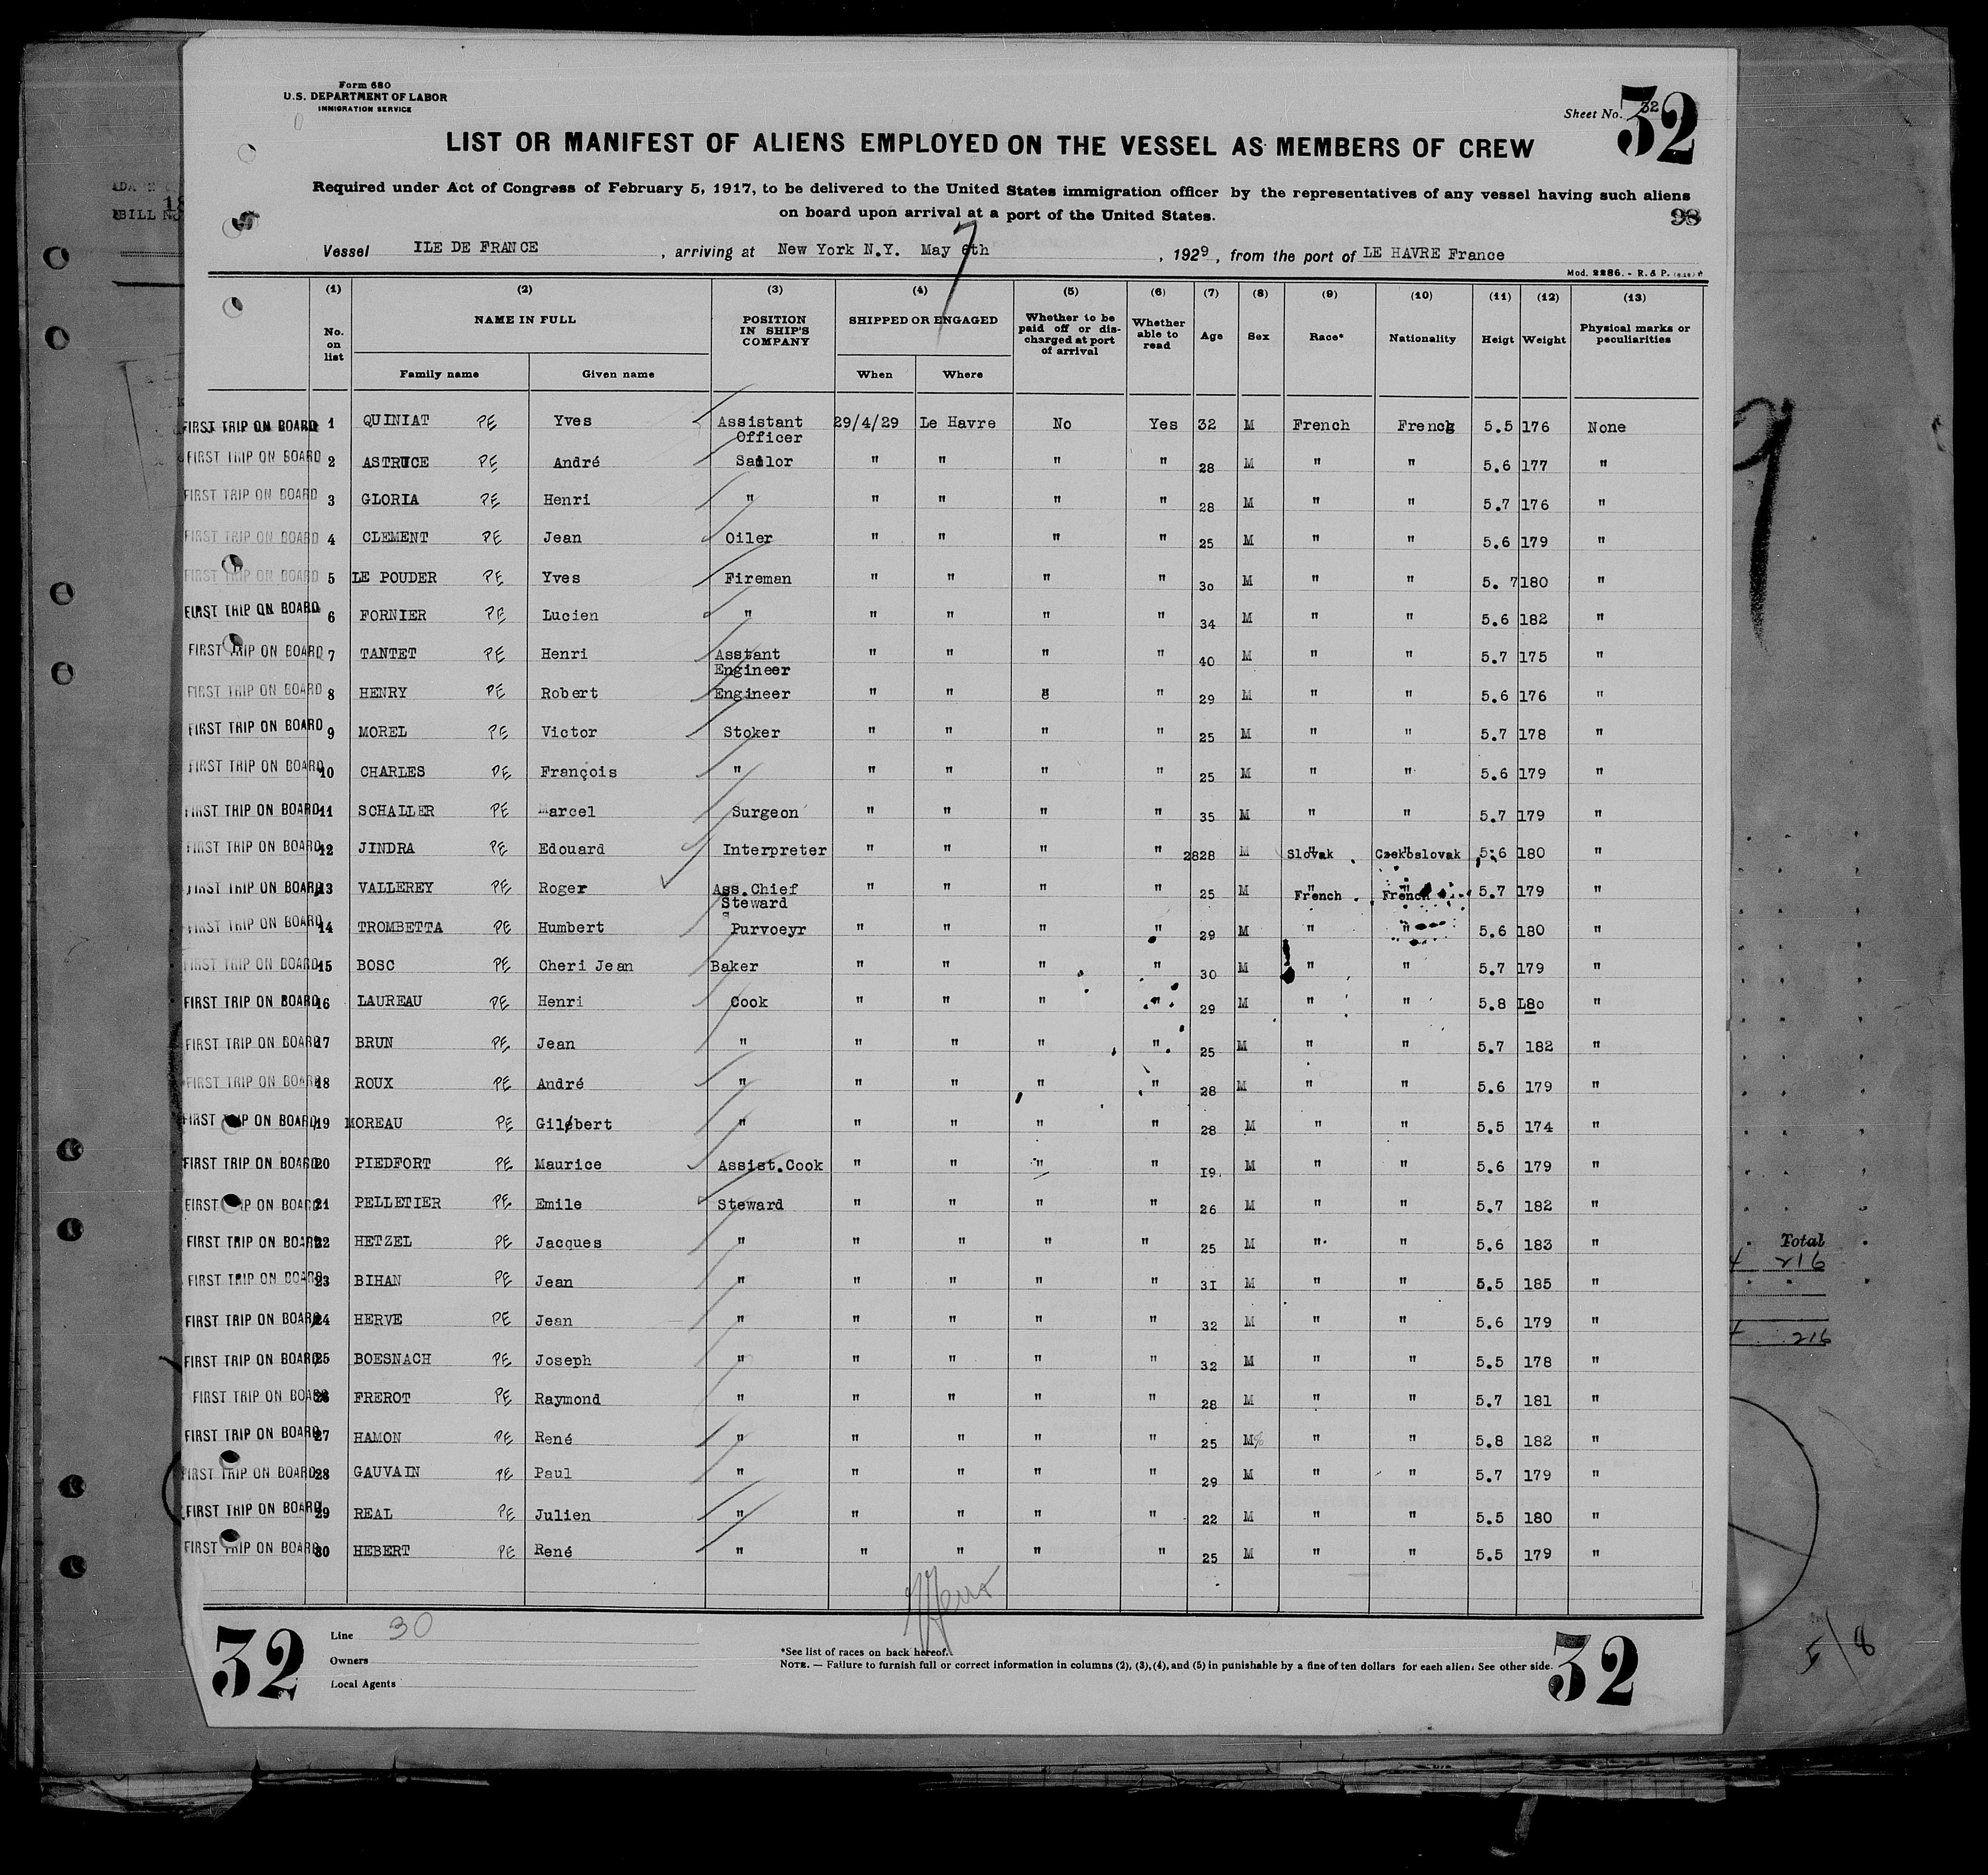 Form 680
U.S. DEPARTMENT OF LABOR
IMMIGRATION SERVICE
Sheet No. 32
32
LIST OR MANIFEST OF ALIENS EMPLOYED ON THE VESSEL AS MEMBERS OF CREW
Required under Act of Congress of February 5, 1917, to be delivered to the United States immigration officer by the representatives of any vessel having such aliens
on board upon arrival at a port of the United States.
98
Vessel ILE DE FRANCE , arriving at New York N.Y. May 6th 7 , 1929 , from the port of LE HAVRE France
Mod. 2286. - R. & P.
(1) (2) (3) (4) (5) (6) (7) (8) (9) (10) (11) (12) (13)
No. on list NAME IN FULL POSITION IN SHIP'S COMPANY SHIPPED OR ENGAGED Whether to be paid off or discharged at port of arrival Whether able to read Age Sex Race* Nationality Heigt Weight Physical marks or peculiarities
Family name Given name When Where
FIRST TRIP ON BOARD 1 QUINIAT PE Yves Assistant Officer 29/4/29 Le Havre No Yes 32 M French French 5.5 176 None
FIRST TRIP ON BOARD 2 ASTRUCE PE André Sailor " " " " 28 M " " 5.6 177 "
FIRST TRIP ON BOARD 3 GLORIA PE Henri " " " " " 28 M " " 5.7 176 "
FIRST TRIP ON BOARD 4 CLEMENT PE Jean Oiler " " " " 25 M " " 5.6 179 "
FIRST TRIP ON BOARD 5 LE POUDER PE Yves Fireman " " " " 30 M " " 5. 7 180 "
FIRST TRIP ON BOARD 6 FORNIER PE Lucien " " " " " 34 M " " 5.6 182 "
FIRST TRIP ON BOARD 7 TANTET PE Henri Asstant Engineer " " " " 40 M " " 5.7 175 "
FIRST TRIP ON BOARD 8 HENRY PE Robert Engineer " " " " 29 M " " 5.6 176 "
FIRST TRIP ON BOARD 9 MOREL PE Victor Stoker " " " " 25 M " " 5.7 178 "
FIRST TRIP ON BOARD 10 CHARLES PE François " " " " " 25 M " " 5.6 179 "
FIRST TRIP ON BOARD 11 SCHALLER PE Marcel Surgeon " " " " 35 M " " 5.7 179 "
FIRST TRIP ON BOARD 12 JINDRA PE Edouard Interpreter " " " " 2828 M Slovak Czekoslovak 5.6 180 "
FIRST TRIP ON BOARD 13 VALLEREY PE Roger Ass.Chief Steward " " " " 25 M French French 5.7 179 "
FIRST TRIP ON BOARD 14 TROMBETTA PE Humbert Purvoeyr " " " " 29 M " " 5.6 180 "
FIRST TRIP ON BOARD 15 BOSC PE Cheri Jean Baker " " " " 30 M " " 5.7 179 "
FIRST TRIP ON BOARD 16 LAUREAU PE Henri Cook " " " " 29 M " " 5.8 L80 "
FIRST TRIP ON BOARD 17 BRUN PE Jean " " " " " 25 M " " 5.7 182 "
FIRST TRIP ON BOARD 18 ROUX PE André " " " " " 28 M " " 5.6 179 "
FIRST TRIP ON BOARD 19 MOREAU PE Gilbert " " " " " 28 M " " 5.5 174 "
FIRST TRIP ON BOARD 20 PIEDFORT PE Maurice Assist.Cook " " " " I9 M " " 5.6 179 "
FIRST TRIP ON BOARD 21 PELLETIER PE Emile Steward " " " " 26 M " " 5.7 182 "
FIRST TRIP ON BOARD 22 HETZEL PE Jacques " " " " " 25 M " " 5.6 183 "
FIRST TRIP ON BOARD 23 BIHAN PE Jean " " " " " 3I M " " 5.5 185 "
FIRST TRIP ON BOARD 24 HERVE PE Jean " " " " " 32 M " " 5.6 179 "
FIRST TRIP ON BOARD 25 BOESNACH PE Joseph " " " " " 32 M " " 5.5 178 "
FIRST TRIP ON BOARD 26 FREROT PE Raymond " " " " " 28 M " " 5.7 181 "
FIRST TRIP ON BOARD 27 HAMON PE René " " " " " 25 M " " 5.8 182 "
FIRST TRIP ON BOARD 28 GAUVAIN PE Paul " " " " " 29 M " " 5.7 179 "
FIRST TRIP ON BOARD 29 REAL PE Julien " " " " " 22 M " " 5.5 180 "
FIRST TRIP ON BOARD 30 HEBERT PE René " " " " " 25 M " " 5.5 179 "
Total
216
216
5/8
32
Line 30
Owners
Local Agents
*See list of races on back hereof.
NOTE. — Failure to furnish full or correct information in columns (2), (3), (4), and (5) in punishable by a fine of ten dollars for each alien. See other side.
32